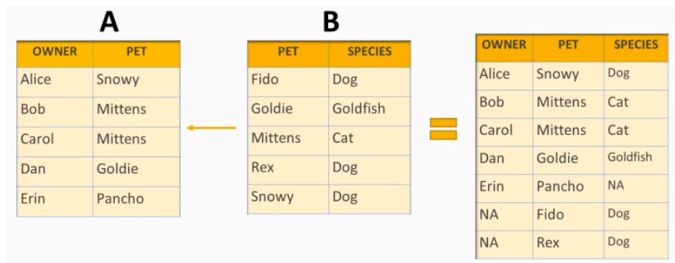 A
OWNER PET
Alice Snowy
Bob Mittens
Carol Mittens
Dan Goldie
Erin Pancho
B
PET SPECIES
Fido Dog
Goldie Goldfish
Mittens Cat
Rex Dog
Snowy Dog
OWNER PET SPECIES
Alice Snowy Dog
Bob Mittens Cat
Carol Mittens Cat
Dan Goldie Goldfish
Erin Pancho NA
NA Fido Dog
NA Rex Dog